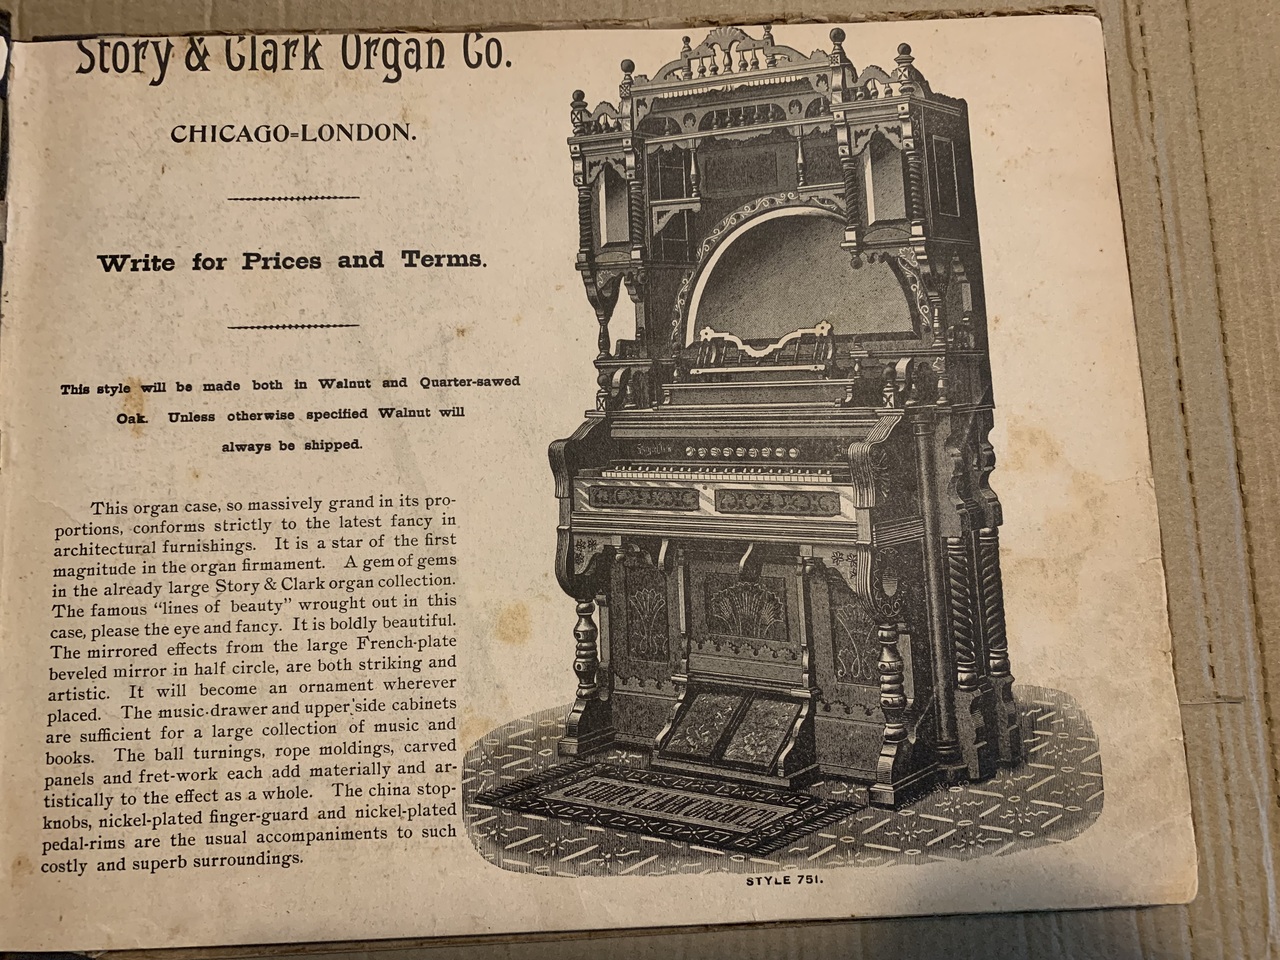 Story & Clark Organ Co.
CHICAGO=LONDON.
Write for Prices and Terms.
This style will be made both in Walnut and Quarter-sawed
Oak. Unless otherwise specified Walnut will
always be shipped.
This organ case, so massively grand in its pro-
portions, conforms strictly to the latest fancy in
architectural furnishings. It is a star of the first
magnitude in the organ firmament. A gem of gems
in the already large Story & Clark organ collection.
The famous "lines of beauty" wrought out in this
case, please the eye and fancy. It is boldly beautiful.
The mirrored effects from the large French-plate
beveled mirror in half circle, are both striking and
artistic. It will become an ornament wherever
placed. The music-drawer and upper side cabinets
are sufficient for a large collection of music and
books. The ball turnings, rope moldings, carved
panels and fret-work each add materially and ar-
tistically to the effect as a whole. The china stop-
knobs, nickel-plated finger-guard and nickel-plated
pedal-rims are the usual accompaniments to such
costly and superb surroundings.
STORY & CLARK ORGAN CO.
STYLE 751.